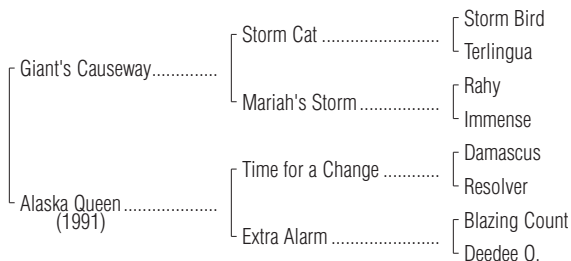 Storm Bird
Storm Cat ........................
Terlingua
Giant's Causeway..............
Rahy
Mariah's Storm ................
Immense
Damascus
Time for a Change ............
Resolver
Alaska Queen ...................
(1991)
Blazing Count
Extra Alarm ......................
Deedee O.